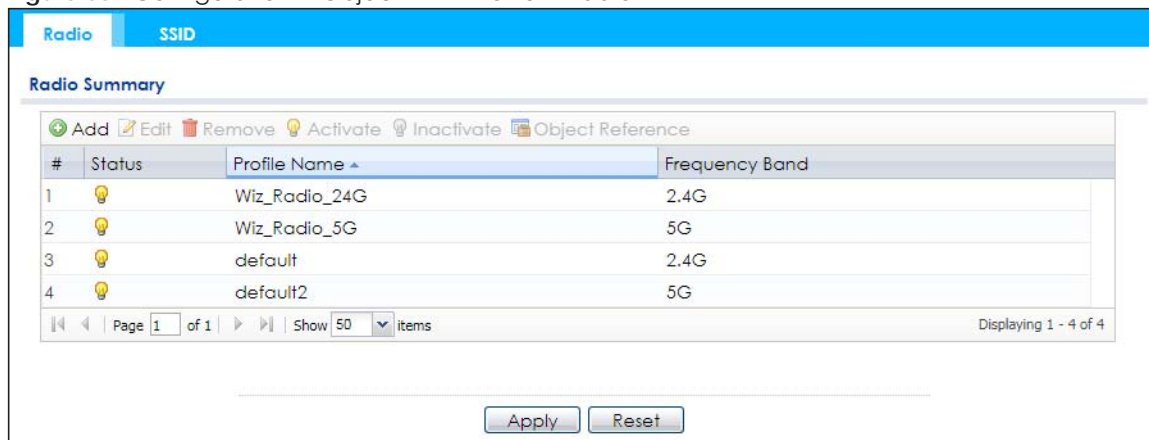 Radio SSID
Radio Summary
Add Edit Remove Activate Inactivate Object Reference
# Status Profile Name Frequency Band
1 Wiz_Radio_24G 2.4G
2 Wiz_Radio_5G 5G
3 default 2.4G
4 default2 5G
Page 1 of 1 Show 50 items Displaying 1 - 4 of 4
Apply Reset